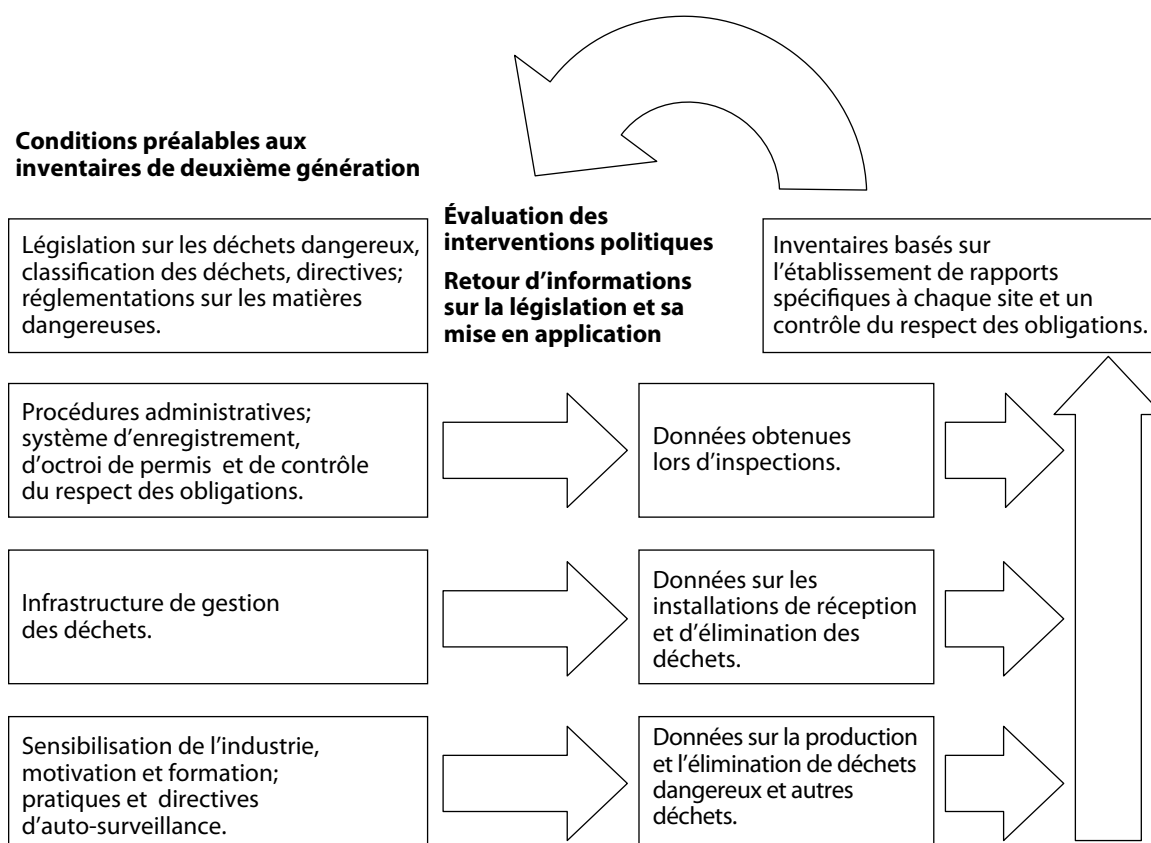 Conditions préalables aux
inventaires de deuxième génération
Législation sur les déchets dangereux,
classification des déchets, directives;
réglementations sur les matières
dangereuses.
Évaluation des
interventions politiques
Retour d’informations
sur la législation et sa
mise en application
Inventaires basés sur
l’établissement de rapports
spécifiques à chaque site et un
contrôle du respect des obligations.
Procédures administratives;
système d’enregistrement,
d’octroi de permis et de contrôle
du respect des obligations.
Données obtenues
lors d’inspections.
Infrastructure de gestion
des déchets.
Données sur les
installations de réception
et d’élimination des
déchets.
Sensibilisation de l’industrie,
motivation et formation;
pratiques et directives
d’auto-surveillance.
Données sur la production
et l’élimination de déchets
dangereux et autres
déchets.